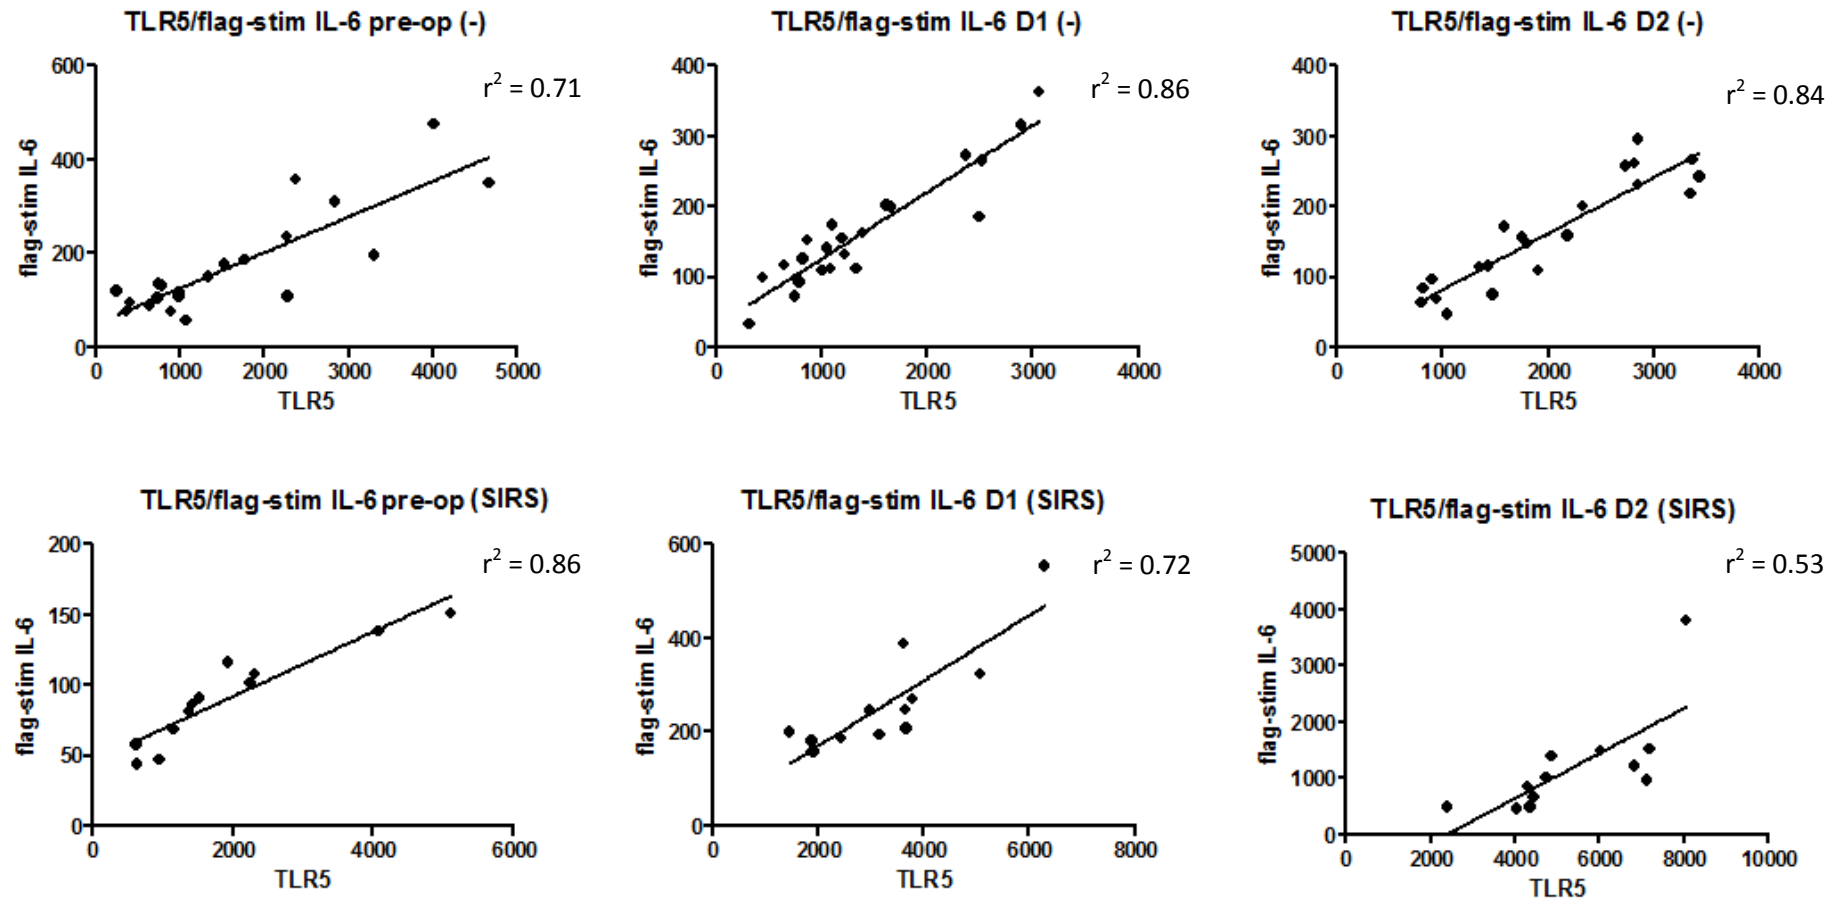 TLR5/flag-stim IL-6 pre-op (-)
r² = 0.71
600
400
200
0
flag-stim IL-6
0 1000 2000 3000 4000 5000
TLR5
TLR5/flag-stim IL-6 D1 (-)
r² = 0.86
400
300
200
100
0
flag-stim IL-6
0 1000 2000 3000 4000
TLR5
TLR5/flag-stim IL-6 D2 (-)
r² = 0.84
400
300
200
100
0
flag-stim IL-6
0 1000 2000 3000 4000
TLR5
TLR5/flag-stim IL-6 pre-op (SIRS)
r² = 0.86
200
150
100
50
0
flag-stim IL-6
0 2000 4000 6000
TLR5
TLR5/flag-stim IL-6 D1 (SIRS)
r² = 0.72
600
400
200
0
flag-stim IL-6
0 2000 4000 6000 8000
TLR5
TLR5/flag-stim IL-6 D2 (SIRS)
r² = 0.53
5000
4000
3000
2000
1000
0
flag-stim IL-6
0 2000 4000 6000 8000 10000
TLR5